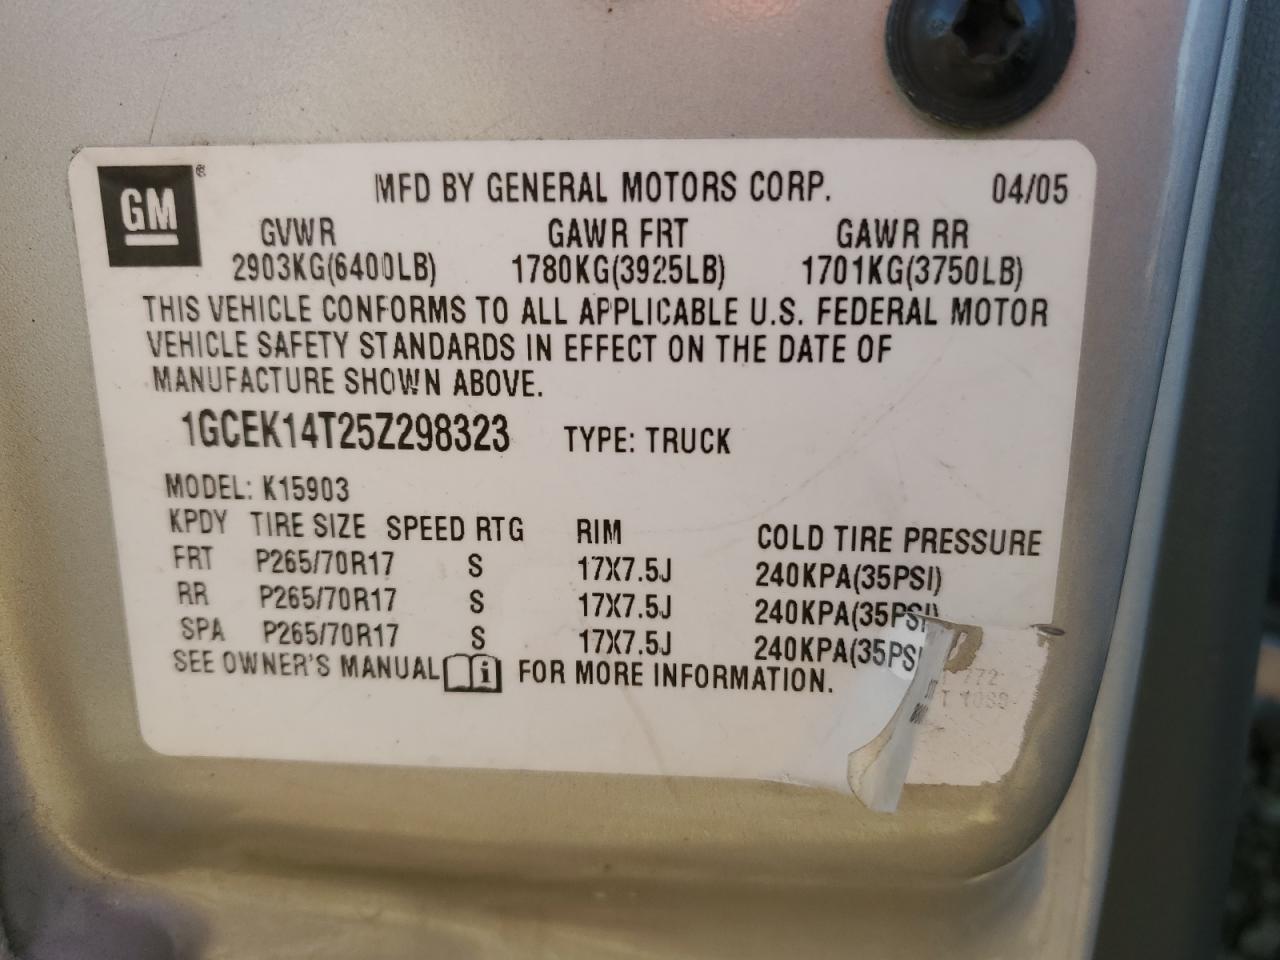 GM ®
MFD BY GENERAL MOTORS CORP. 04/05
GVWR GAWR FRT GAWR RR
2903KG(6400LB) 1780KG(3925LB) 1701KG(3750LB)
THIS VEHICLE CONFORMS TO ALL APPLICABLE U.S. FEDERAL MOTOR
VEHICLE SAFETY STANDARDS IN EFFECT ON THE DATE OF
MANUFACTURE SHOWN ABOVE.
1GCEK14T25Z298323 TYPE: TRUCK
MODEL: K15903
KPDY TIRE SIZE SPEED RTG RIM COLD TIRE PRESSURE
FRT P265/70R17 S 17X7.5J 240KPA(35PSI)
RR P265/70R17 S 17X7.5J 240KPA(35PSI)
SPA P265/70R17 S 17X7.5J 240KPA(35PSI
SEE OWNER'S MANUAL i FOR MORE INFORMATION.
772